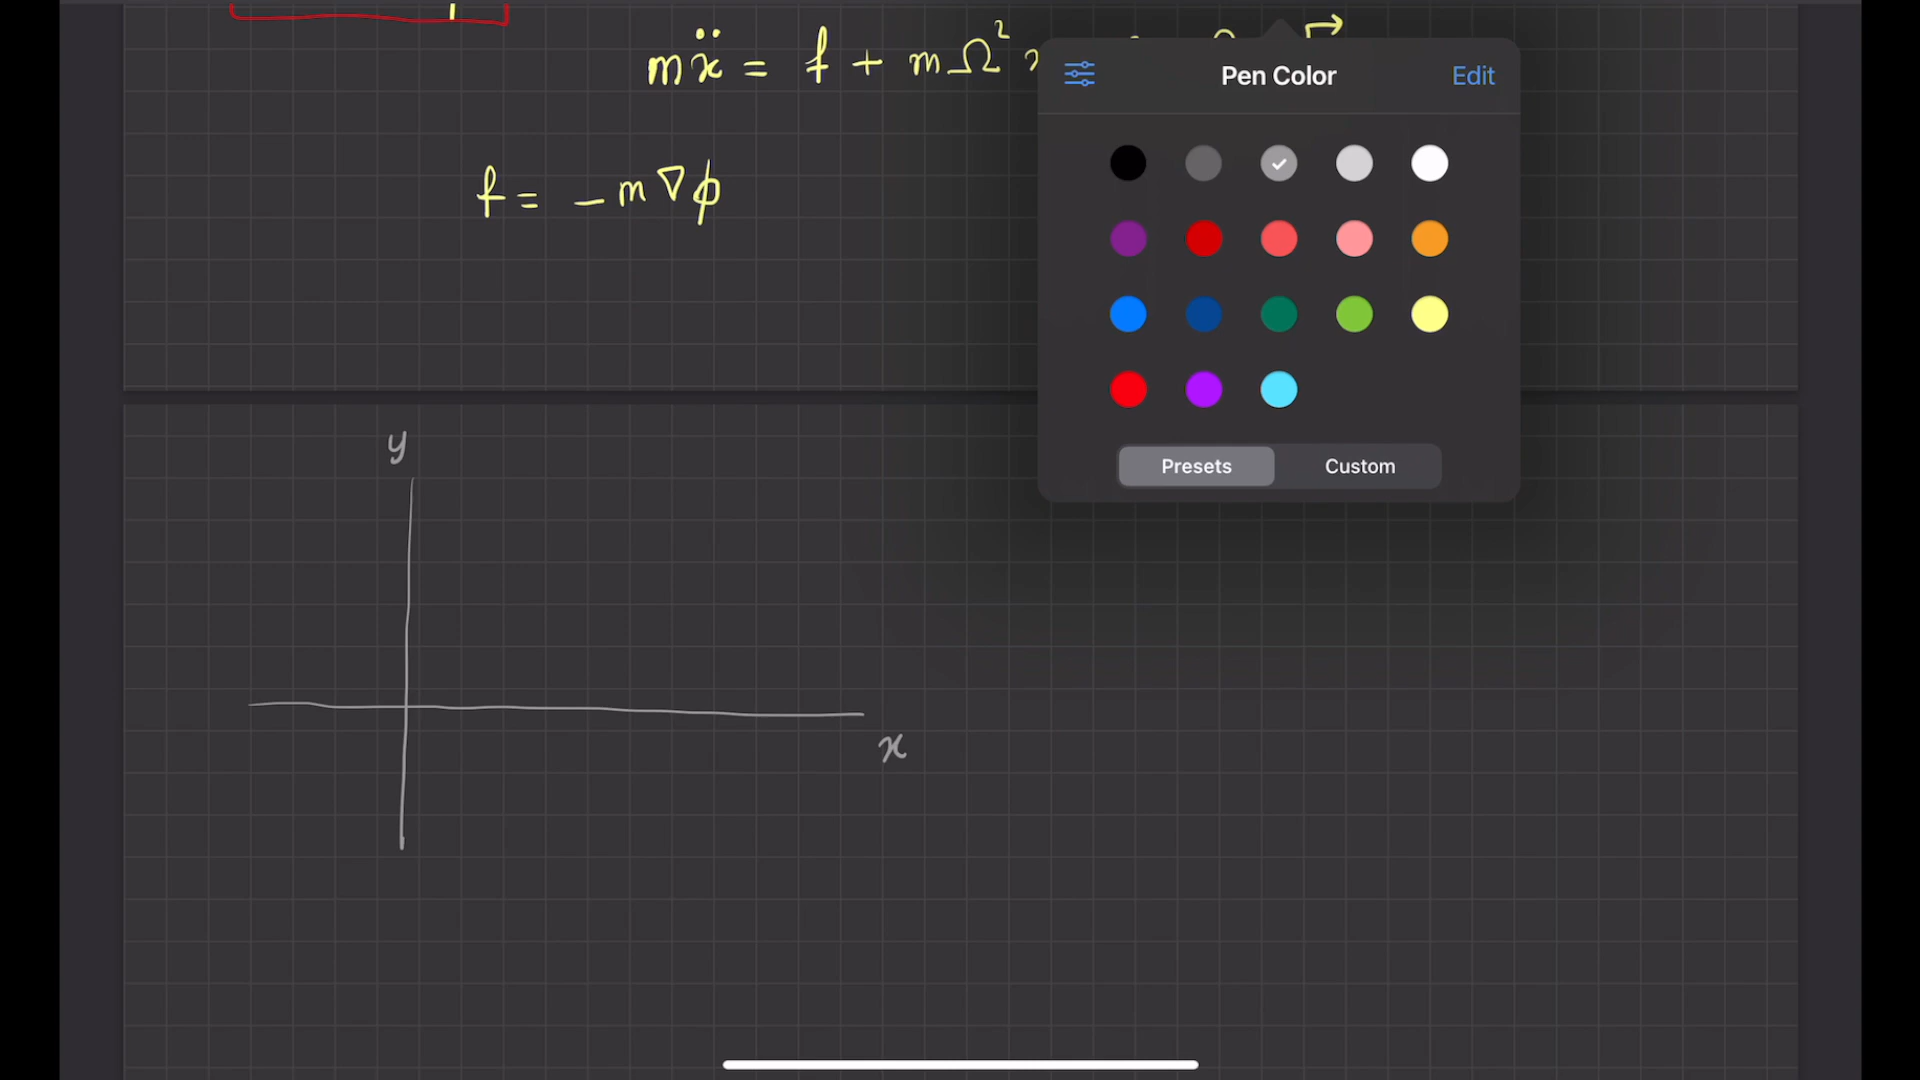 mẍ = f + mΩ² x
Pen Color
Edit
f = -m∇ϕ
Presets
Custom
y
x